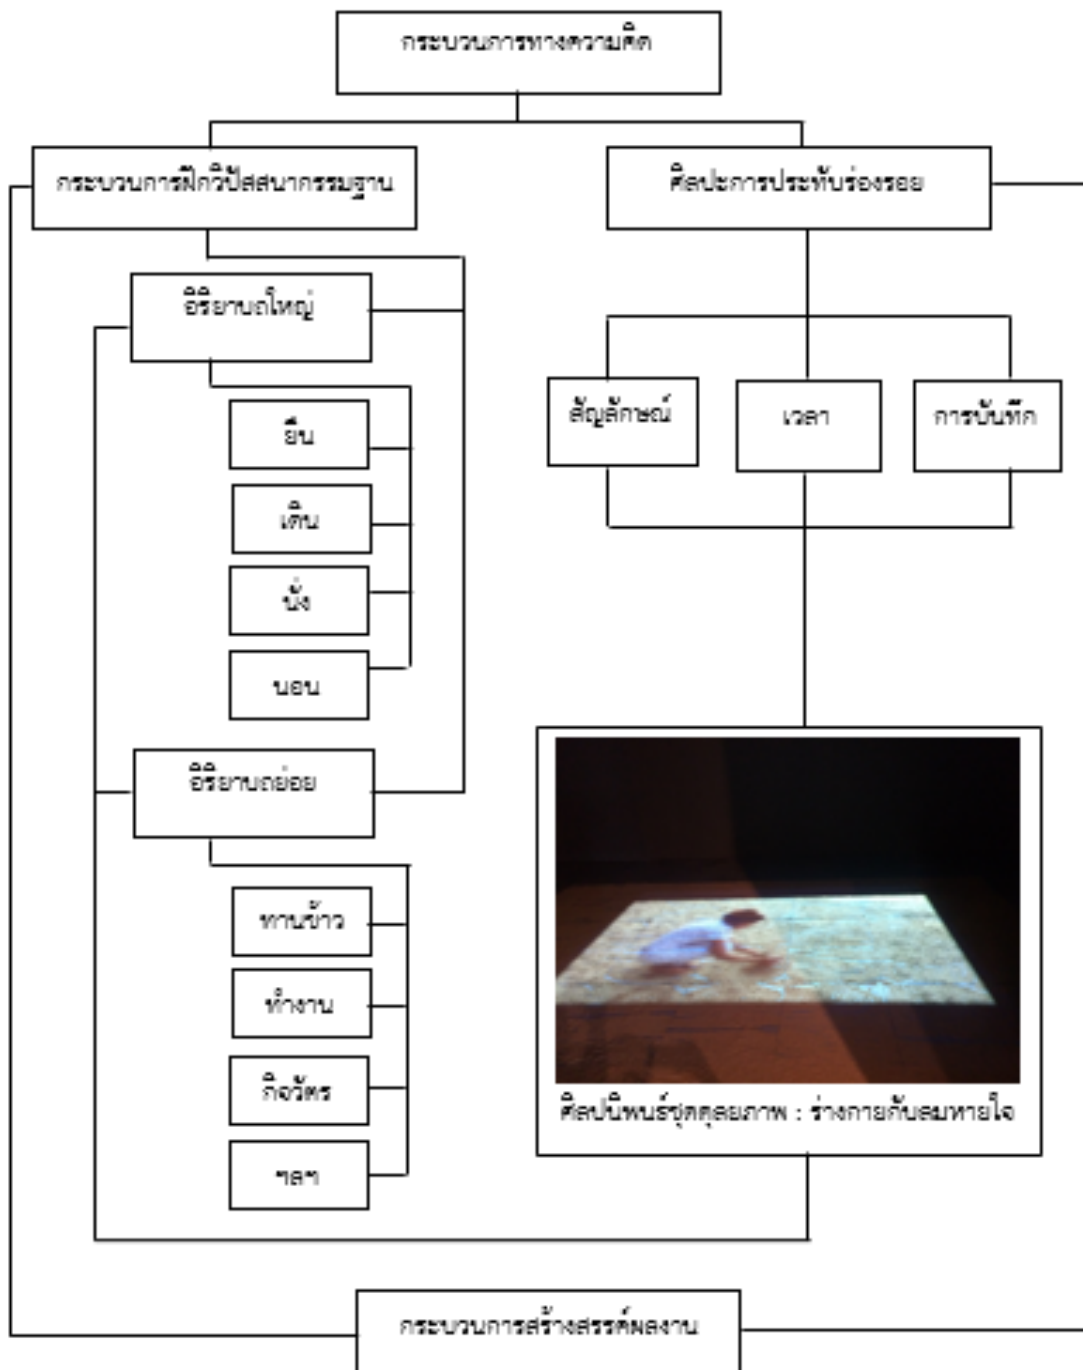 กระบวนการทางความคิด
กระบวนการฝึกวิปัสสนากรรมฐาน
ศิลปะการประทับร่องรอย
อิริยาบถใหญ่
ยืน
เดิน
นั่ง
นอน
อิริยาบถย่อย
ทานข้าว
ทำงาน
กิจวัตร
ฯลฯ
สัญลักษณ์
เวลา
การบันทึก
ศิลปนิพนธ์ชุดดุลยภาพ : ร่างกายกับลมหายใจ
กระบวนการสร้างสรรค์ผลงาน